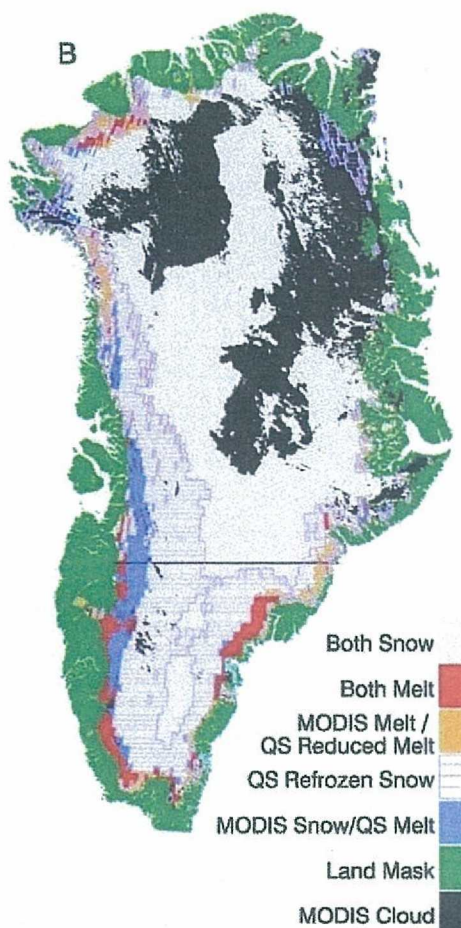 B
Both Snow
Both Melt
MODIS Melt /
QS Reduced Melt
QS Refrozen Snow
MODIS Snow/QS Melt
Land Mask
MODIS Cloud